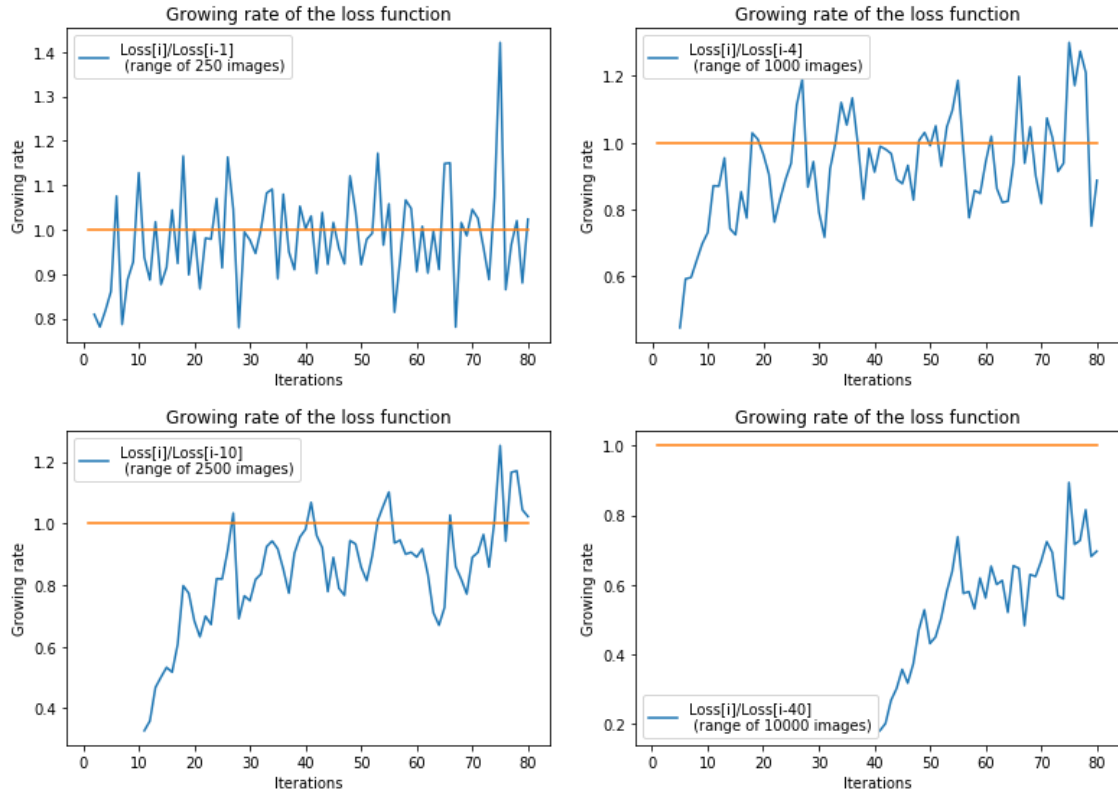 Growing rate of the loss function
Loss[i]/Loss[i-1]
(range of 250 images)
Growing rate
1.4
1.3
1.2
1.1
1.0
0.9
0.8
0 10 20 30 40 50 60 70 80
Iterations
Growing rate of the loss function
Loss[i]/Loss[i-4]
(range of 1000 images)
Growing rate
1.2
1.0
0.8
0.6
0 10 20 30 40 50 60 70 80
Iterations
Growing rate of the loss function
Loss[i]/Loss[i-10]
(range of 2500 images)
Growing rate
1.2
1.0
0.8
0.6
0.4
0 10 20 30 40 50 60 70 80
Iterations
Growing rate of the loss function
Growing rate
1.0
0.8
0.6
0.4
0.2
Loss[i]/Loss[i-40]
(range of 10000 images)
0 10 20 30 40 50 60 70 80
Iterations